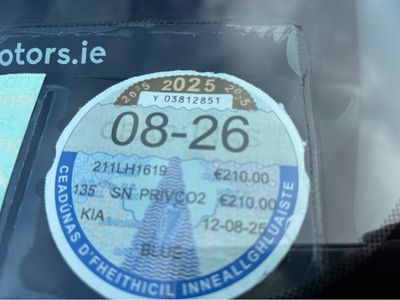 otors.ie
2025 2025 2025
Y 03812851
08-26
211LH1619 €210.00
135 SN PRIVCO2 €210.00
KIA 12-08-25
BLUE
CEADÚNAS D'FHEITHICIL INNEALLGHLUAISTE